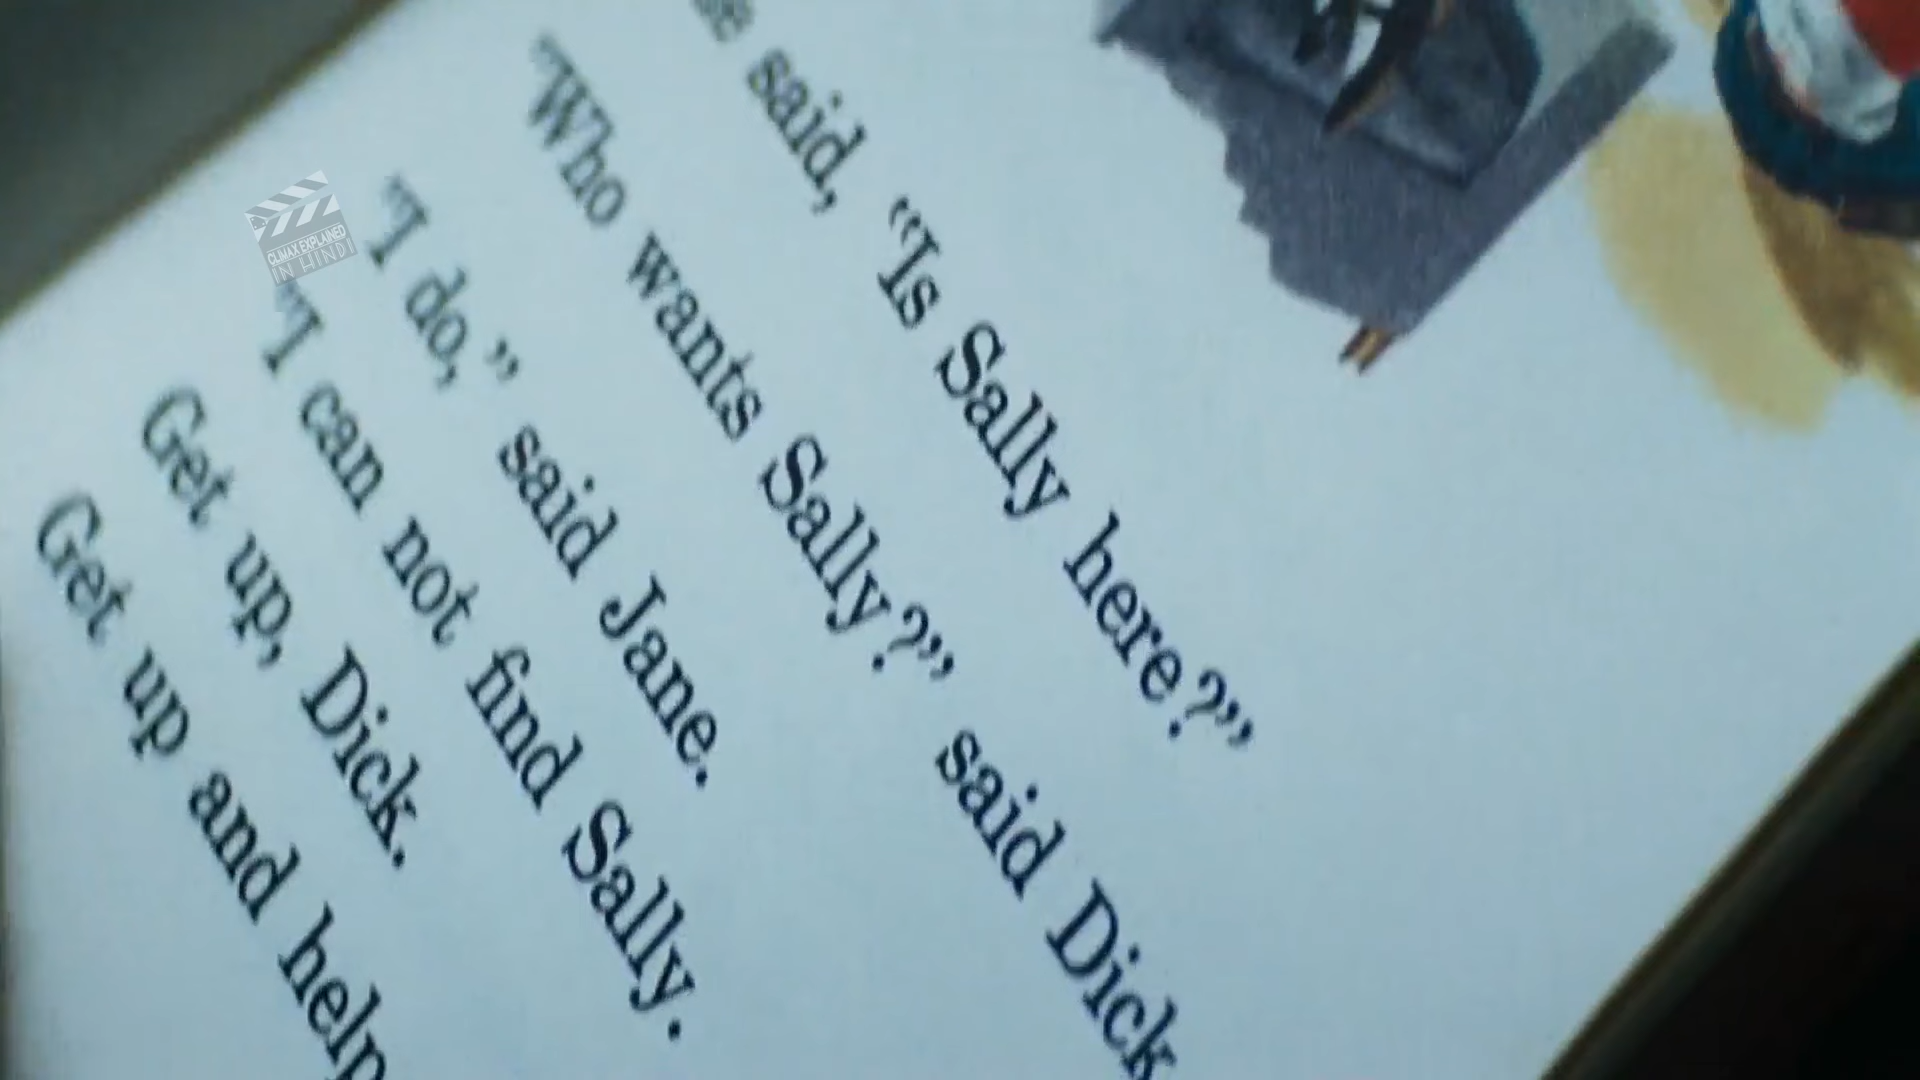 said, “Is Sally here?”
“Who wants Sally?” said Dick
“I do,” said Jane.
“I can not find Sally.
Get up, Dick.
Get up and help
CLIMAX EXPLAINED
IN HINDI